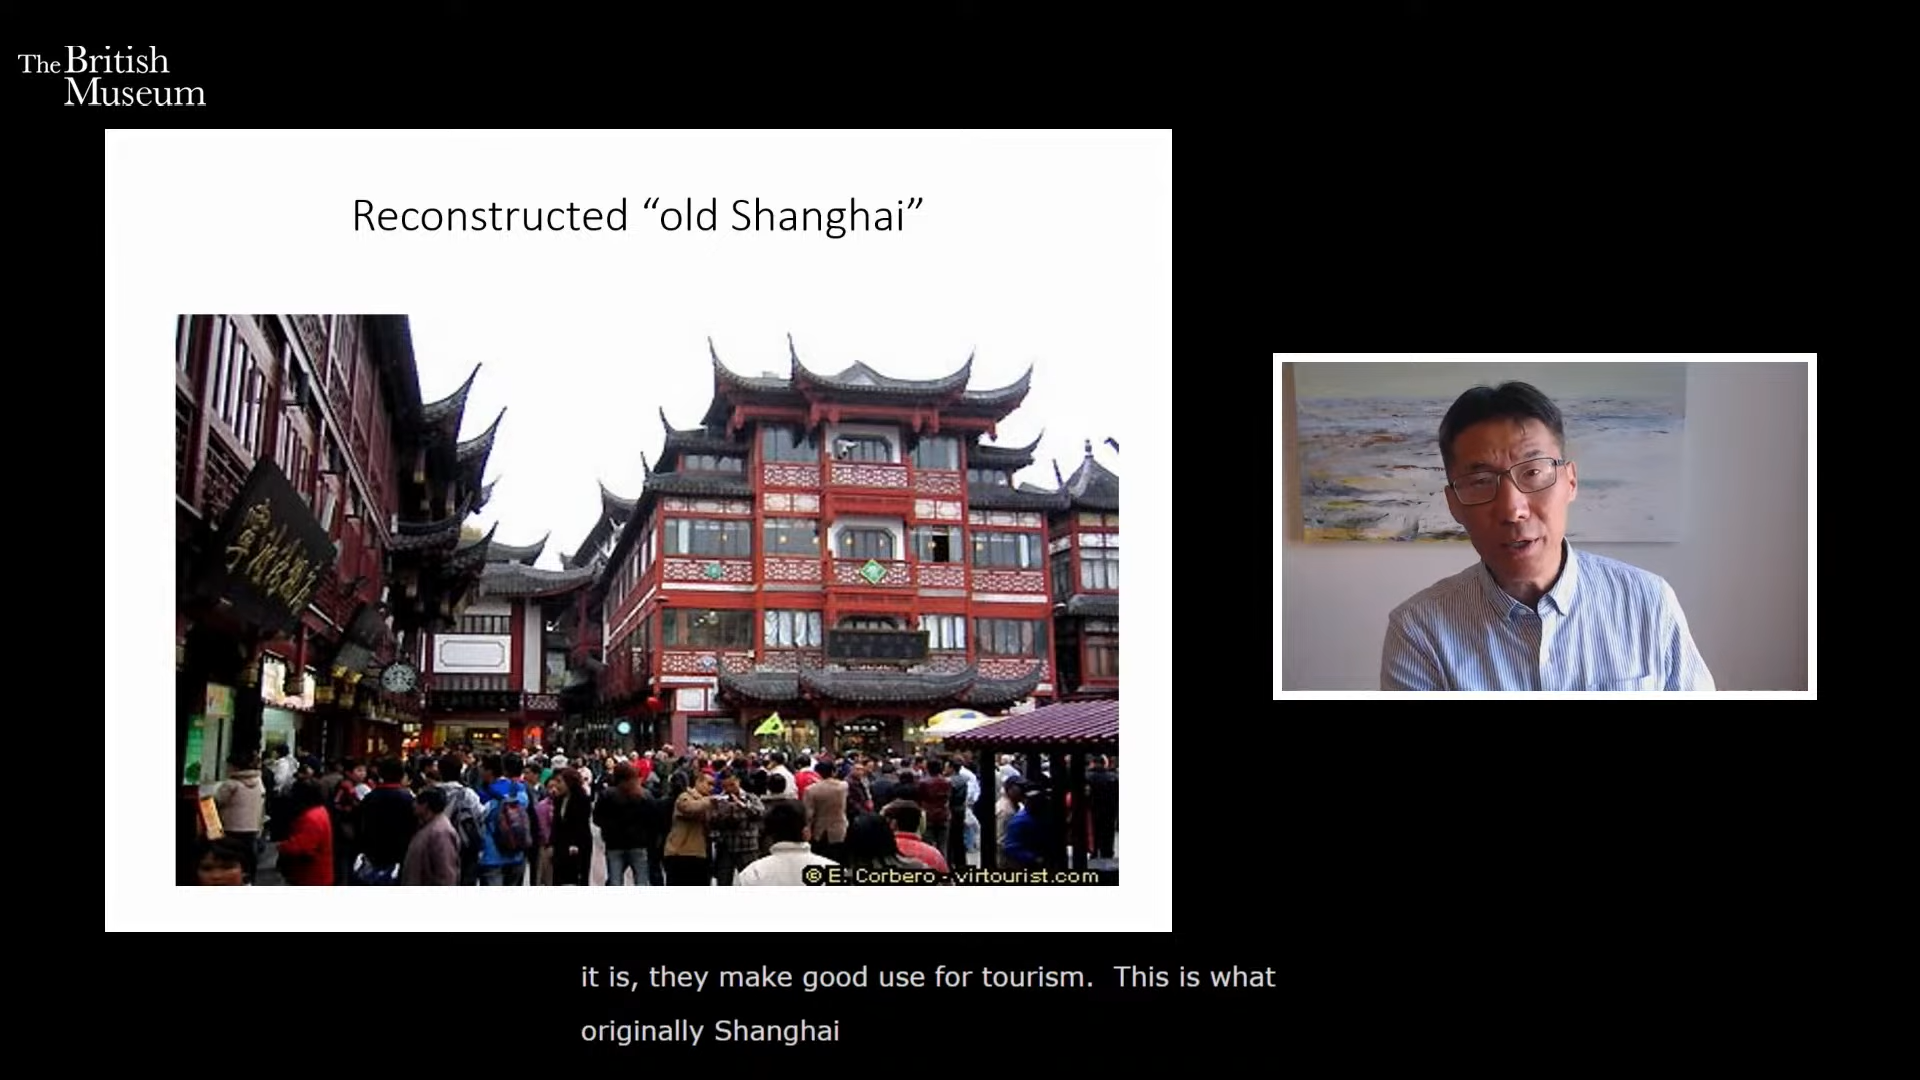 The British
Museum
Reconstructed “old Shanghai”
© E. Corbero - virtourist.com
it is, they make good use for tourism.  This is what
originally Shanghai